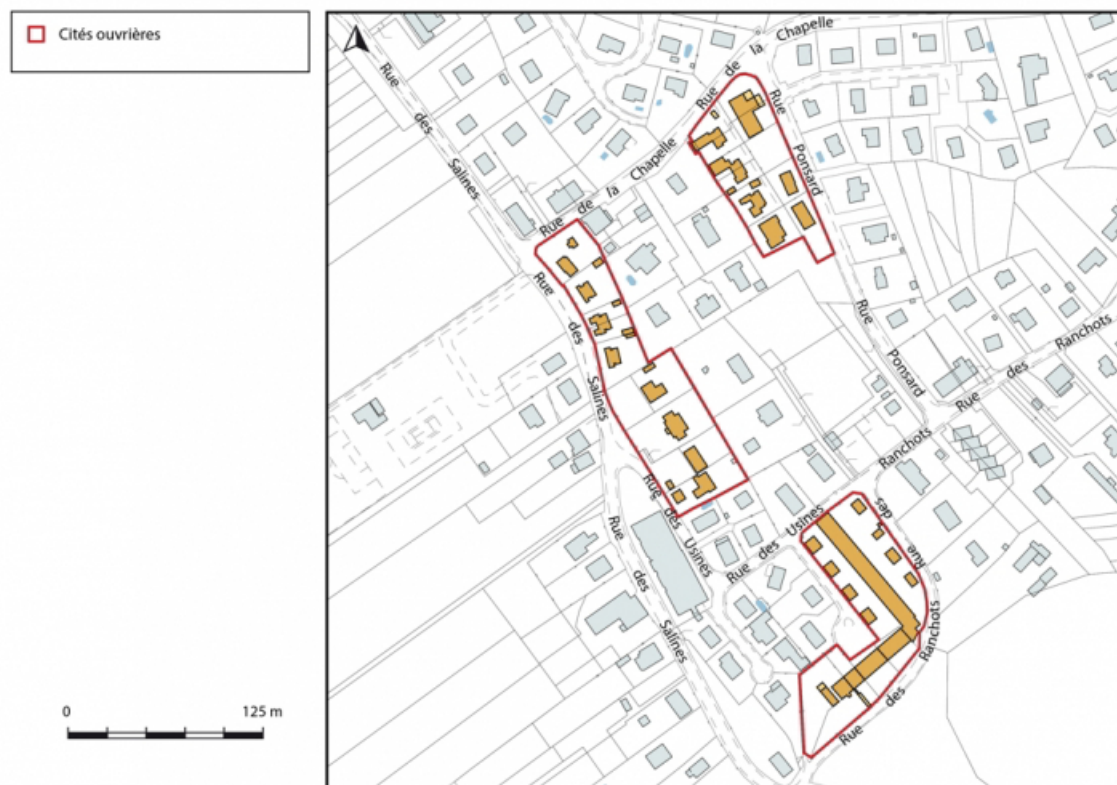 Cités ouvrières
0 125 m
Rue de la Chapelle
Rue des Salines
Rue Ponsard
Rue de la Chapelle
Rue des Salines
Rue Ponsard
Rue des Ranchots
Rue des Usines
Rue des Usines
Ranchots
Rue des Salines
Rue des Ranchots
Rue des